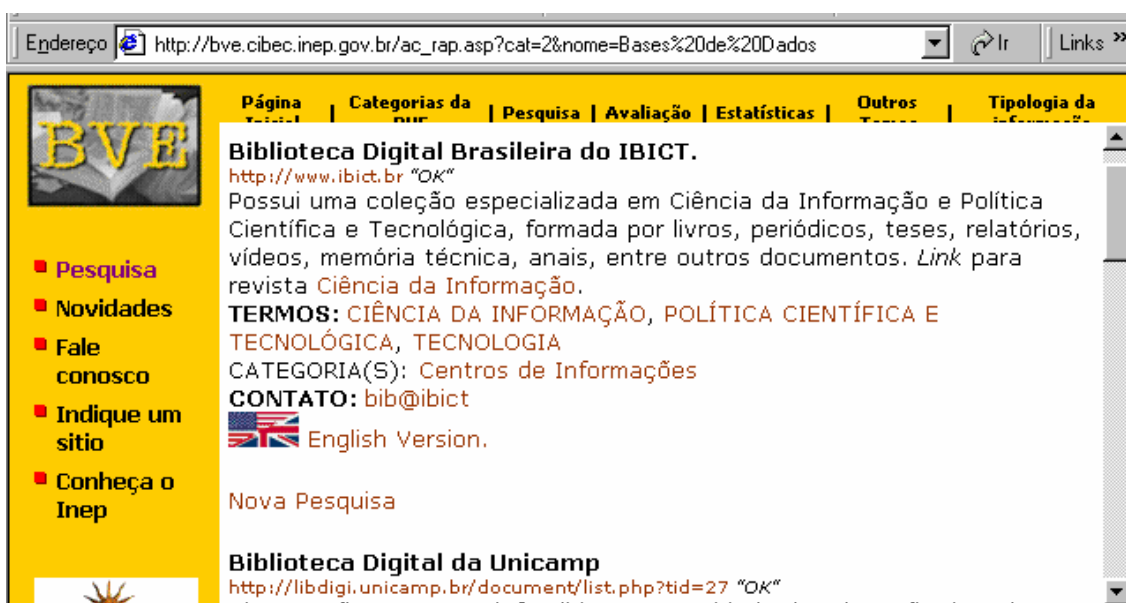 Endereço http://bve.cibec.inep.gov.br/ac_rap.asp?cat=2&nome=Bases%20de%20Dados Ir Links »
BVE
Página | Categorias da | Pesquisa | Avaliação | Estatísticas | Outros | Tipologia da
Pesquisa
Novidades
Fale
conosco
Indique um
sitio
Conheça o
Inep
Biblioteca Digital Brasileira do IBICT.
http://www.ibict.br "OK"
Possui uma coleção especializada em Ciência da Informação e Política
Científica e Tecnológica, formada por livros, periódicos, teses, relatórios,
vídeos, memória técnica, anais, entre outros documentos. Link para
revista Ciência da Informação.
TERMOS: CIÊNCIA DA INFORMAÇÃO, POLÍTICA CIENTÍFICA E
TECNOLÓGICA, TECNOLOGIA
CATEGORIA(S): Centros de Informações
CONTATO: bib@ibict
English Version.
Nova Pesquisa
Biblioteca Digital da Unicamp
http://libdigi.unicamp.br/document/list.php?tid=27 "OK"